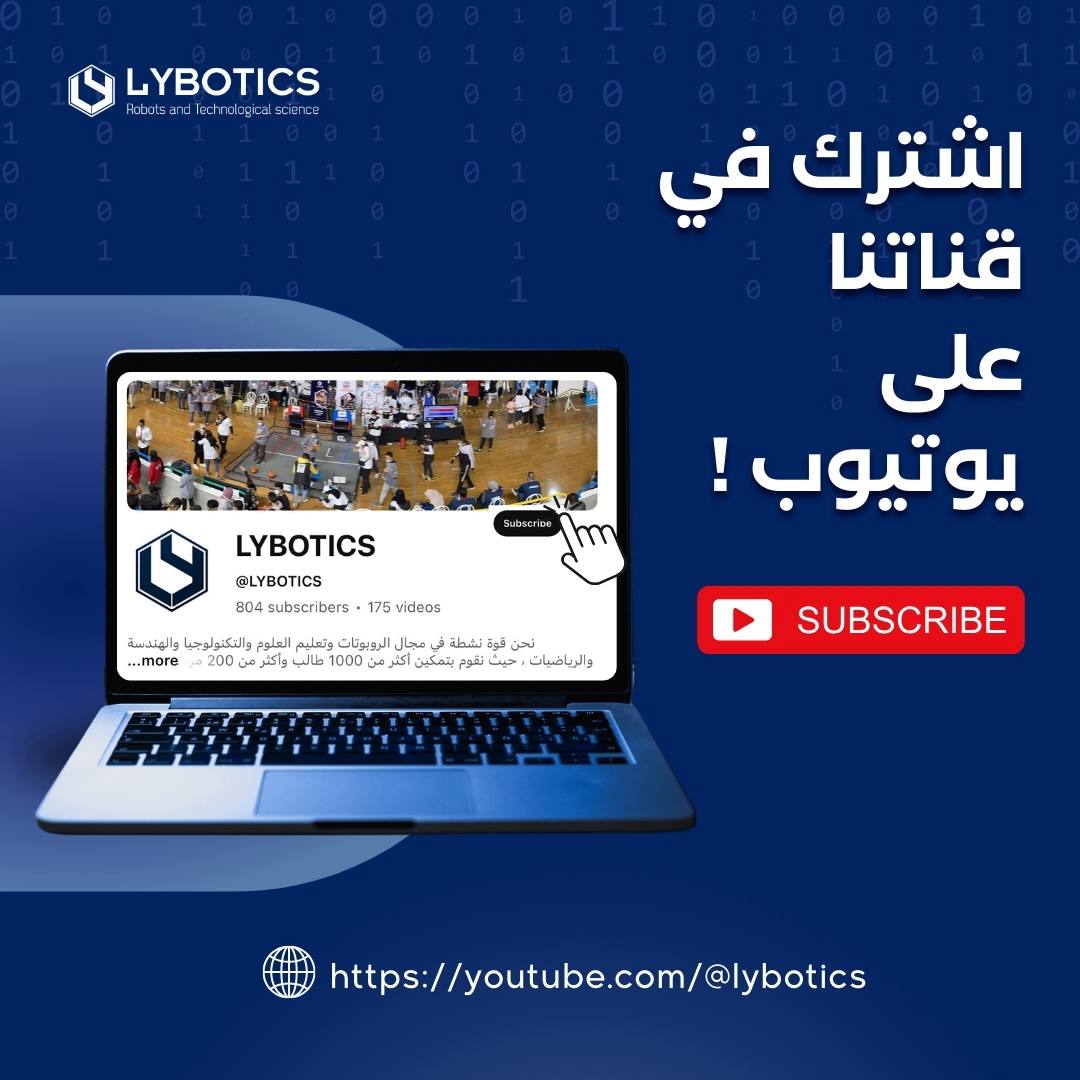 LYBOTICS
Robots and Technological science
اشترك في
قناتنا
على
يوتيوب !
Subscribe
LYBOTICS
@LYBOTICS
804 subscribers • 175 videos
نحن قوة نشطة في مجال الروبوتات وتعليم العلوم والتكنولوجيا والهندسة
والرياضيات ، حيث نقوم بتمكين أكثر من 1000 طالب وأكثر من 200 ...more
SUBSCRIBE
https://youtube.com/@lybotics